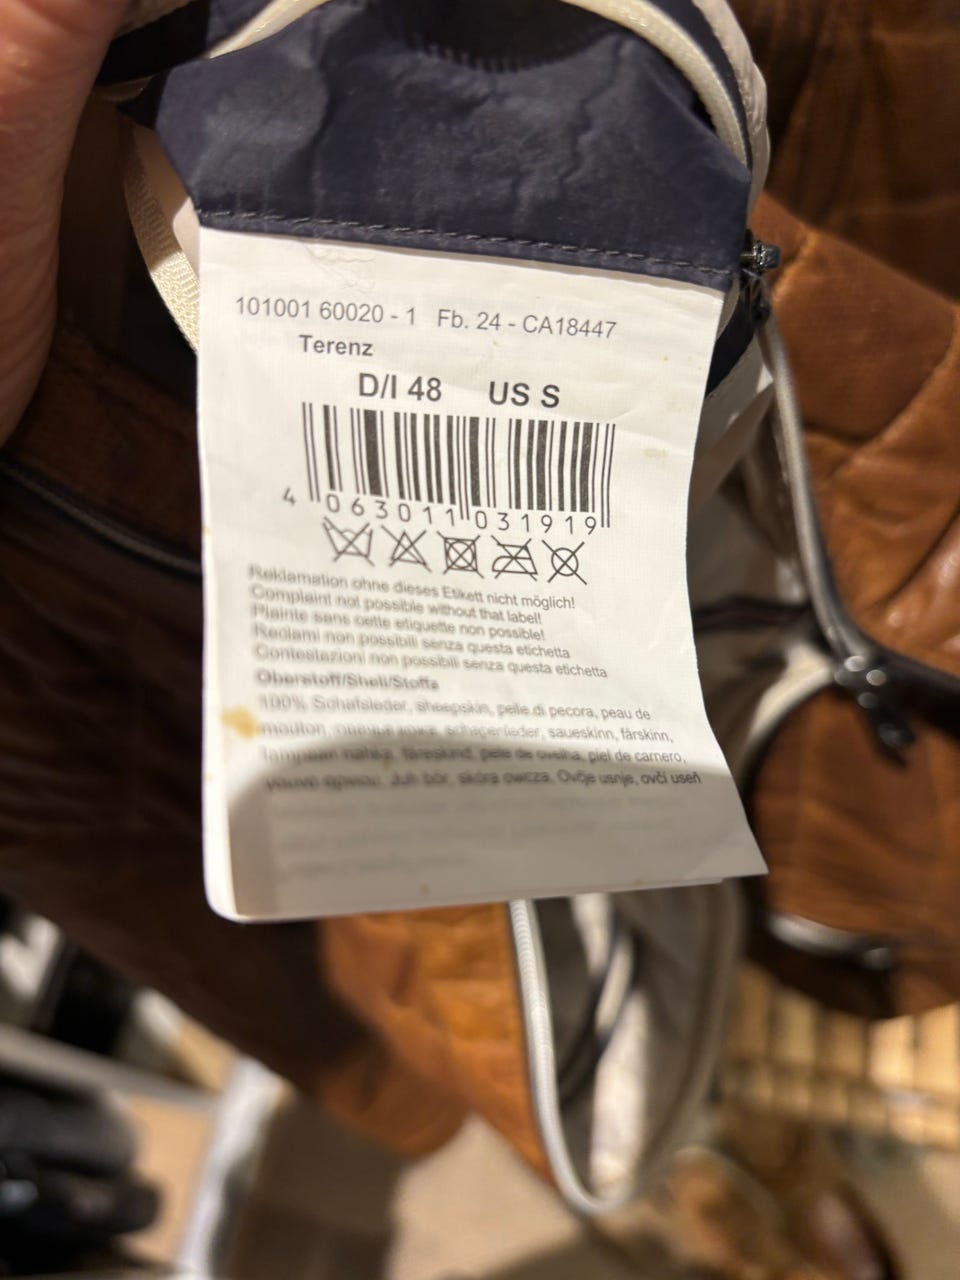 101001 60020 - 1 Fb. 24 - CA18447
Terenz
D/I 48 US S
4 063011 031919
Reklamation ohne dieses Etikett nicht möglich!
Complaint not possible without that label!
Plainte sans cette etiquette non possible!
Reclami non possibili senza questa etichetta
Contestazioni non possibili senza questa etichetta
Oberstoff/Shell/Stoffa
100% Schafsleder, sheepskin, pelle di pecora, peau de
mouton, schapenleder, saueskinn, fårskinn,
lampaan nahka, fåreskind, pele de ovelha, piel de carnero,
Juh bőr, skóra owcza, Ovčje usnje, ovčí useň